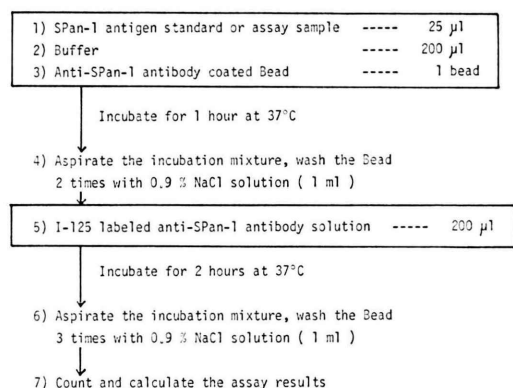 1) SPan-1 antigen standard or assay sample ----- 25 µl
2) Buffer ----- 200 µl
3) Anti-SPan-1 antibody coated Bead ----- 1 bead
Incubate for 1 hour at 37°C
4) Aspirate the incubation mixture, wash the Bead
2 times with 0.9 % NaCl solution ( 1 ml )
5) I-125 labeled anti-SPan-1 antibody solution ----- 200 µl
Incubate for 2 hours at 37°C
6) Aspirate the incubation mixture, wash the Bead
3 times with 0.9 % NaCl solution ( 1 ml )
7) Count and calculate the assay results